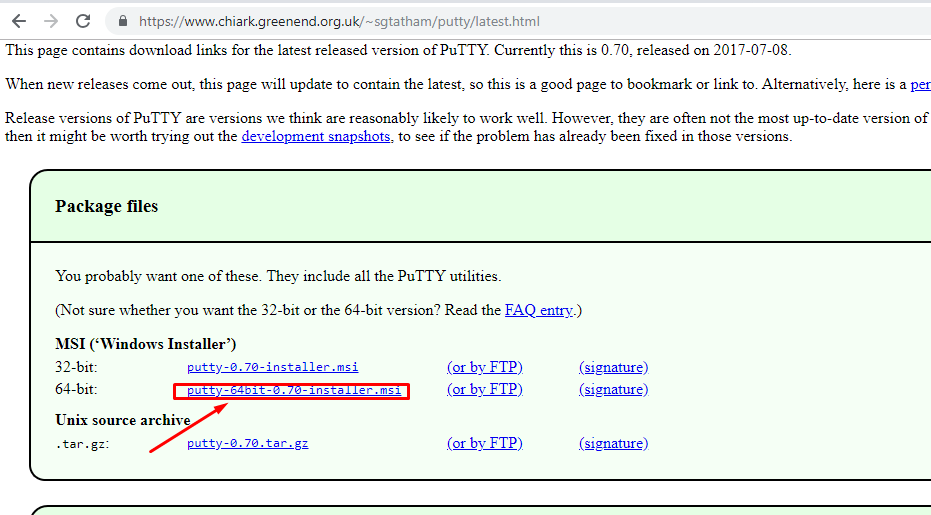 https://www.chiark.greenend.org.uk/~sgtatham/putty/latest.html
This page contains download links for the latest released version of PuTTY. Currently this is 0.70, released on 2017-07-08.
When new releases come out, this page will update to contain the latest, so this is a good page to bookmark or link to. Alternatively, here is a per
Release versions of PuTTY are versions we think are reasonably likely to work well. However, they are often not the most up-to-date version of
then it might be worth trying out the development snapshots, to see if the problem has already been fixed in those versions.
Package files
You probably want one of these. They include all the PuTTY utilities.
(Not sure whether you want the 32-bit or the 64-bit version? Read the FAQ entry.)
MSI (‘Windows Installer’)
32-bit: putty-0.70-installer.msi (or by FTP) (signature)
64-bit: putty-64bit-0.70-installer.msi (or by FTP) (signature)
Unix source archive
.tar.gz: putty-0.70.tar.gz (or by FTP) (signature)